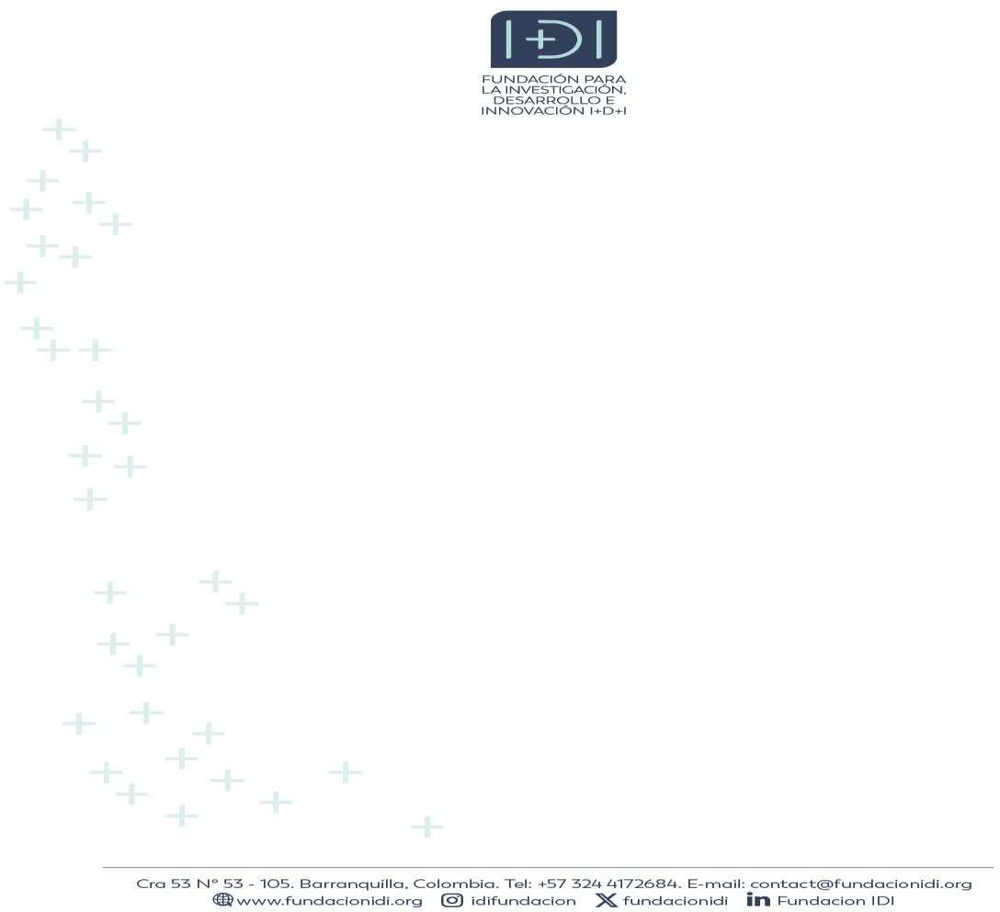 I+DI
FUNDACIÓN PARA
LA INVESTIGACIÓN,
DESARROLLO E
INNOVACIÓN I+D+I
Cra 53 N° 53 - 105. Barranquilla, Colombia. Tel: +57 324 4172684. E-mail: contact@fundacionidi.org
www.fundacionidi.org idifundacion fundacionidi Fundacion IDI